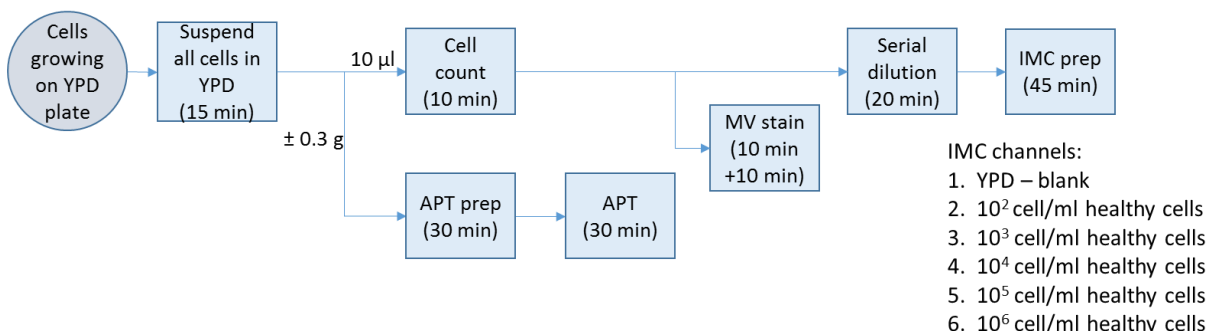 Cells
growing
on YPD
plate
Suspend
all cells in
YPD
(15 min)
10 µl
± 0.3 g
Cell
count
(10 min)
APT prep
(30 min)
APT
(30 min)
MV stain
(10 min
+10 min)
Serial
dilution
(20 min)
IMC prep
(45 min)
IMC channels:
1. YPD – blank
2. 10² cell/ml healthy cells
3. 10³ cell/ml healthy cells
4. 10⁴ cell/ml healthy cells
5. 10⁵ cell/ml healthy cells
6. 10⁶ cell/ml healthy cells